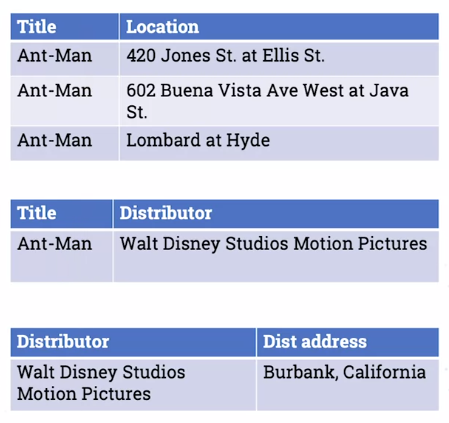 Title Location
Ant-Man 420 Jones St. at Ellis St.
Ant-Man 602 Buena Vista Ave West at Java
St.
Ant-Man Lombard at Hyde
Title Distributor
Ant-Man Walt Disney Studios Motion Pictures
Distributor Dist address
Walt Disney Studios Burbank, California
Motion Pictures